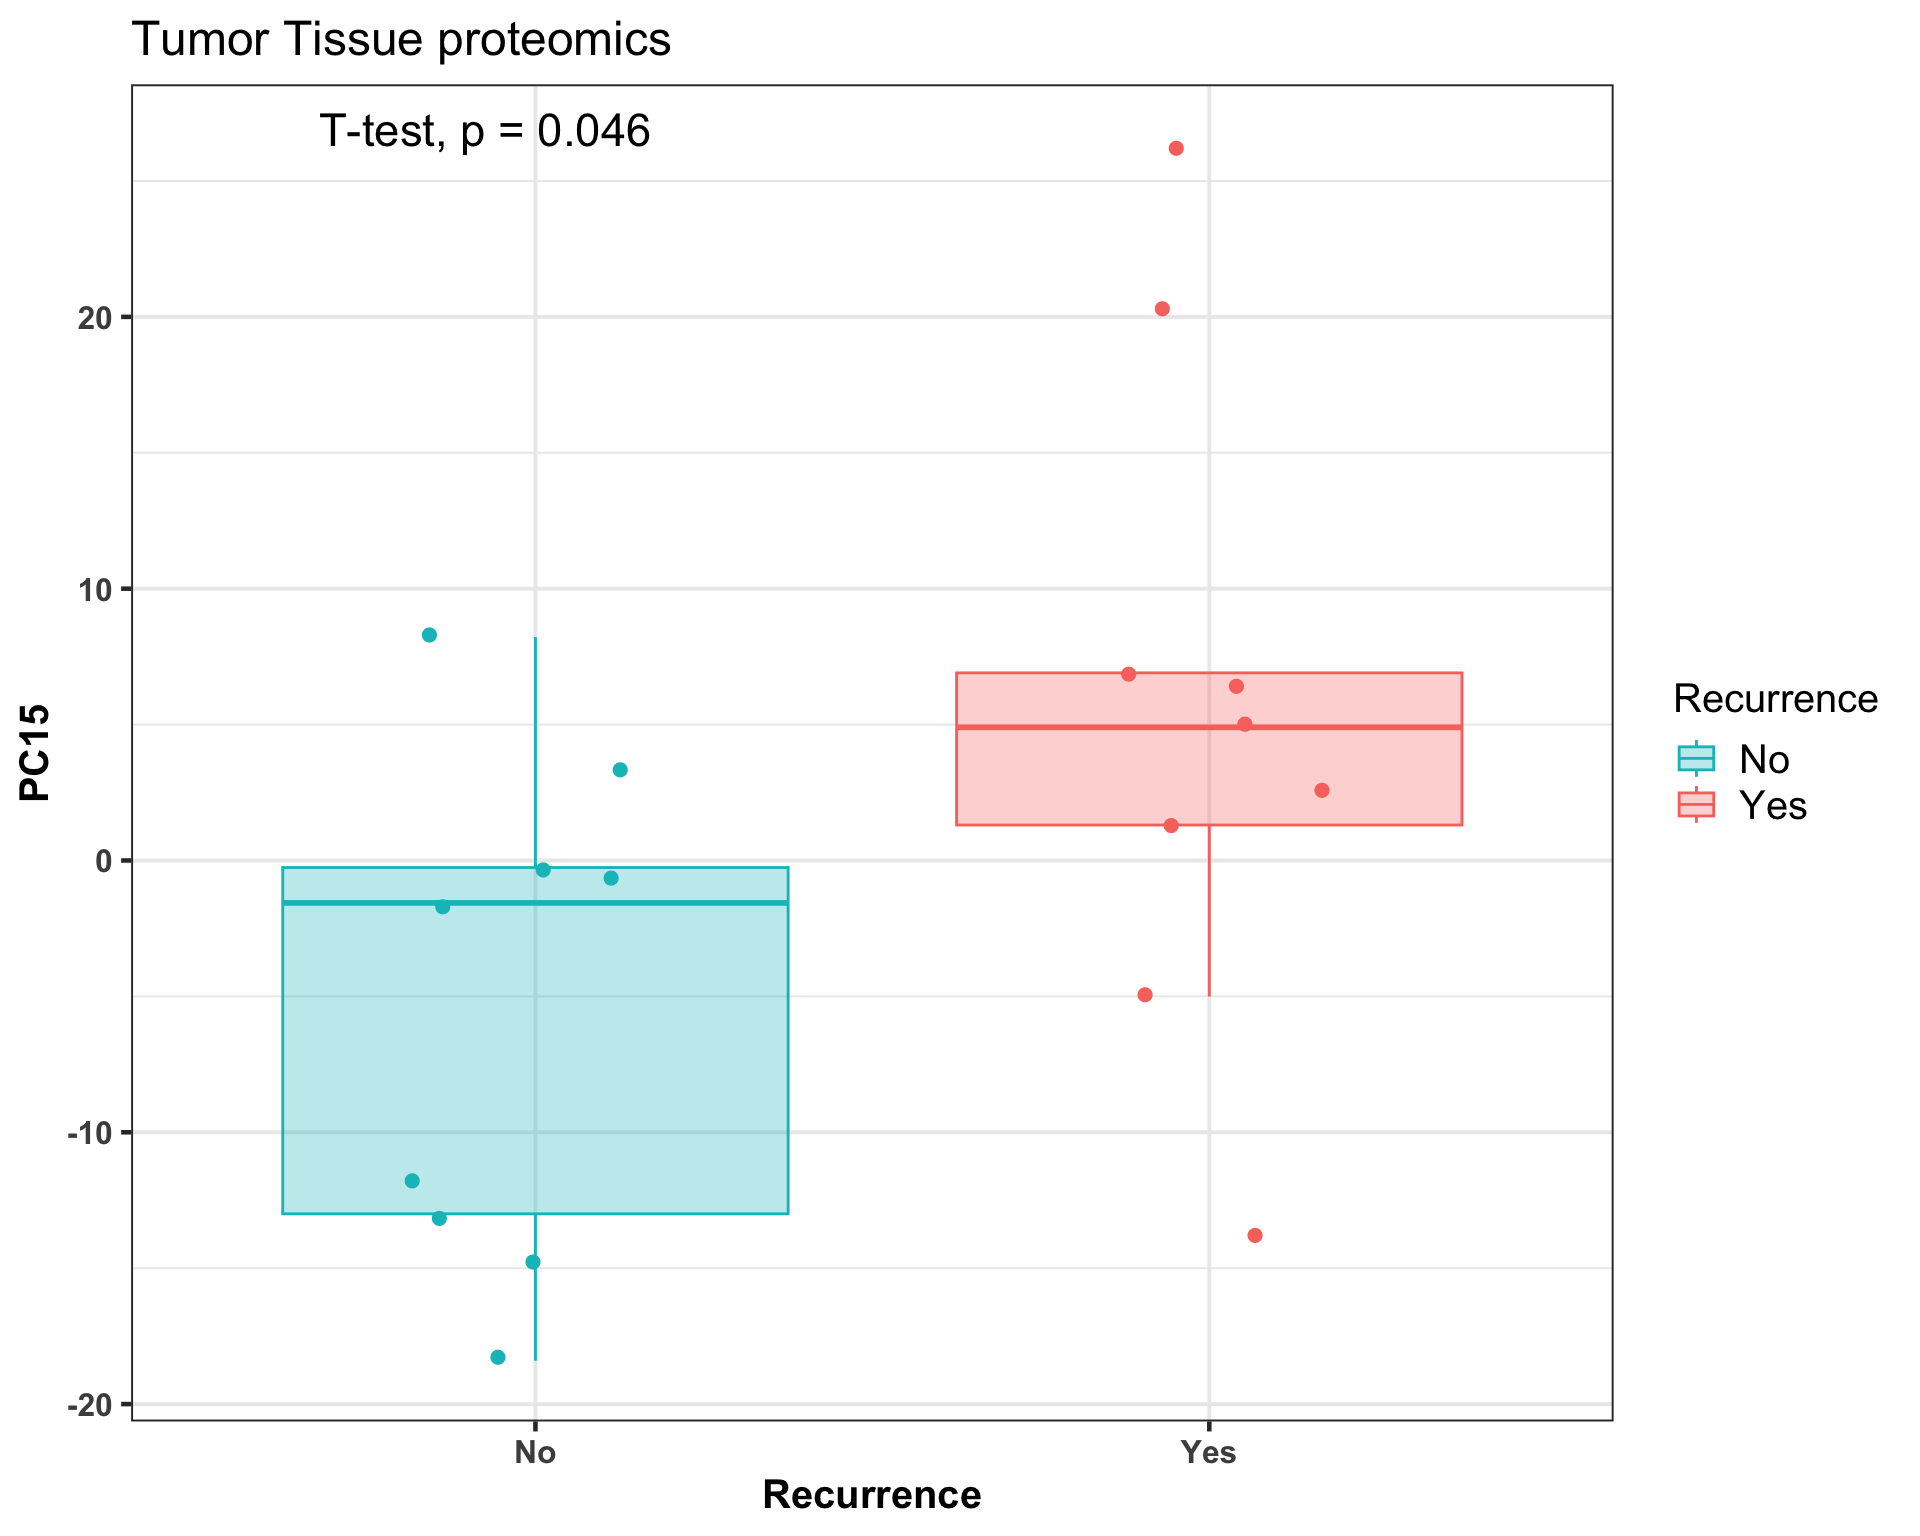 Tumor Tissue proteomics
T-test, p = 0.046
PC15
20
10
0
-10
-20
No
Yes
Recurrence
Recurrence
No
Yes